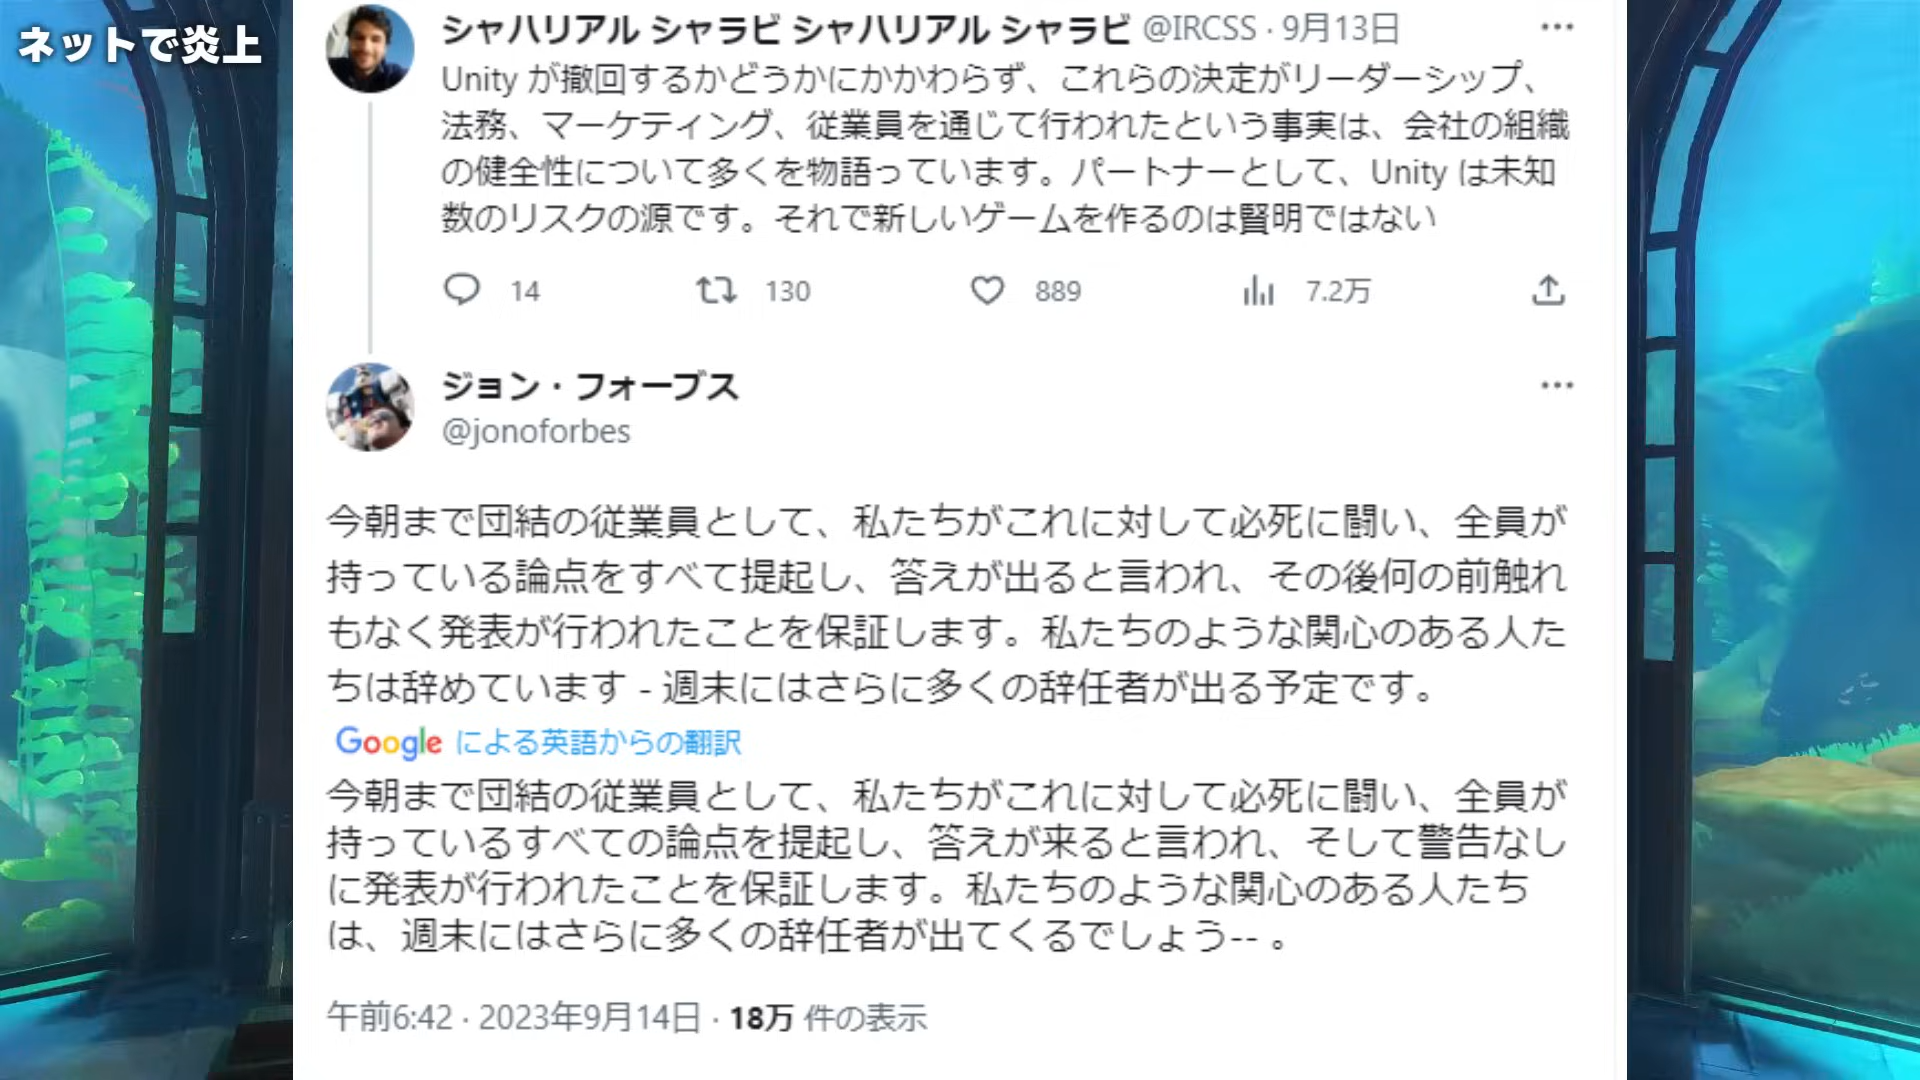 ネットで炎上
シャハリアル シャラビ シャハリアル シャラビ @IRCSS · 9月13日
Unity が撤回するかどうかにかかわらず、これらの決定がリーダーシップ、
法務、マーケティング、従業員を通じて行われたという事実は、会社の組織
の健全性について多くを物語っています。パートナーとして、Unity は未知
数のリスクの源です。それで新しいゲームを作るのは賢明ではない
14 130 889 7.2万
ジョン・フォーブス
@jonoforbes
今朝まで団結の従業員として、私たちがこれに対して必死に闘い、全員が
持っている論点をすべて提起し、答えが出ると言われ、その後何の前触れ
もなく発表が行われたことを保証します。私たちのような関心のある人た
ちは辞めています - 週末にはさらに多くの辞任者が出る予定です。
Google による英語からの翻訳
今朝まで団結の従業員として、私たちがこれに対して必死に闘い、全員が
持っているすべての論点を提起し、答えが来ると言われ、そして警告なし
に発表が行われたことを保証します。私たちのような関心のある人たち
は、週末にはさらに多くの辞任者が出てくるでしょう-- 。
午前6:42 · 2023年9月14日 · 18万 件の表示